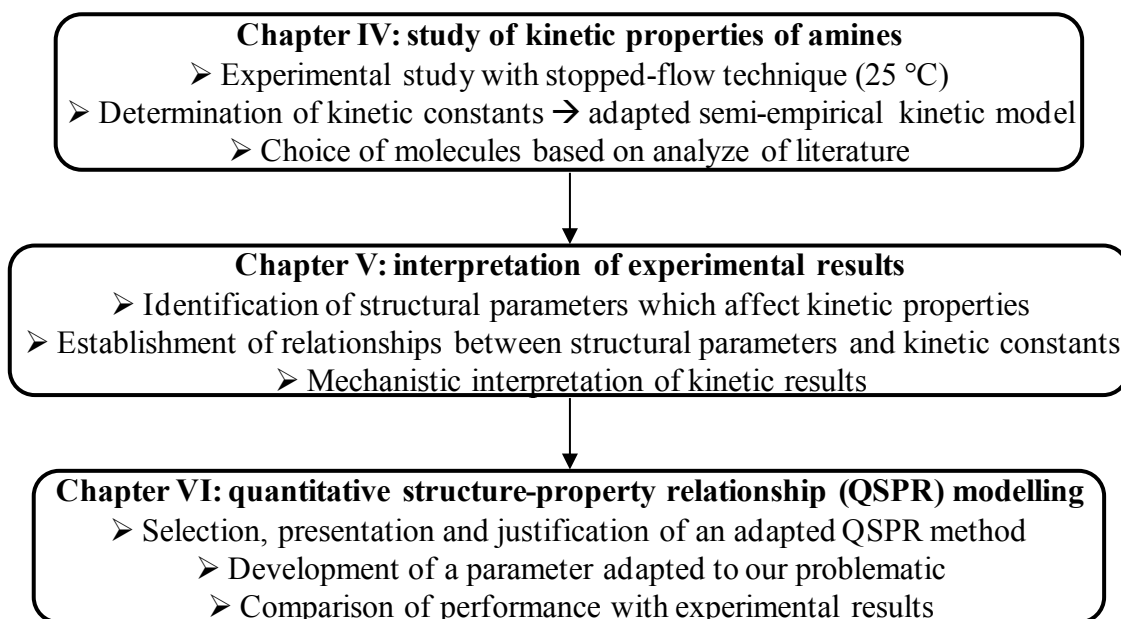 Chapter IV: study of kinetic properties of amines
➢ Experimental study with stopped-flow technique (25 °C)
➢ Determination of kinetic constants → adapted semi-empirical kinetic model
➢ Choice of molecules based on analyze of literature
Chapter V: interpretation of experimental results
➢ Identification of structural parameters which affect kinetic properties
➢ Establishment of relationships between structural parameters and kinetic constants
➢ Mechanistic interpretation of kinetic results
Chapter VI: quantitative structure-property relationship (QSPR) modelling
➢ Selection, presentation and justification of an adapted QSPR method
➢ Development of a parameter adapted to our problematic
➢ Comparison of performance with experimental results